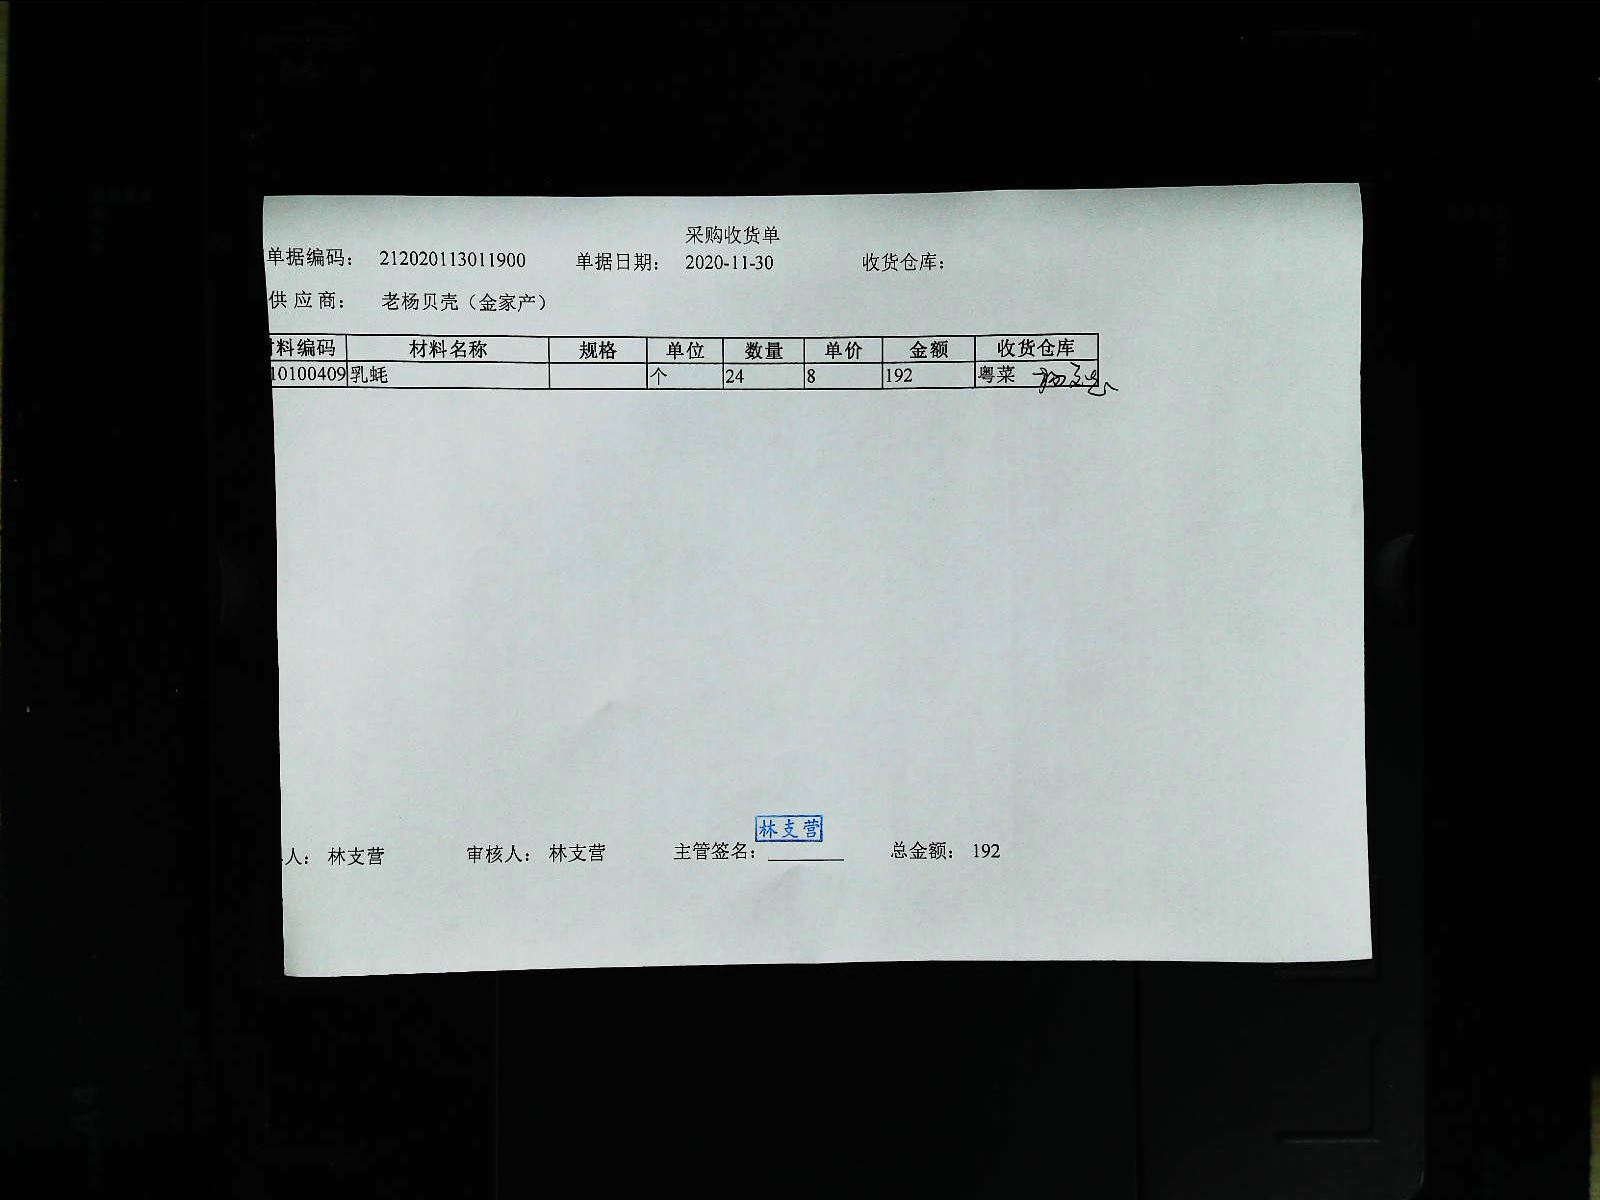 采购收货单
单据编码： 212020113011900 单据日期： 2020-11-30 收货仓库：
供 应 商： 老杨贝壳（金家产）
料编码 材料名称 规格 单位 数量 单价 金额 收货仓库
10100409 乳蚝 个 24 8 192 粤菜
林支营
人： 林支营 审核人： 林支营 主管签名： 总金额： 192